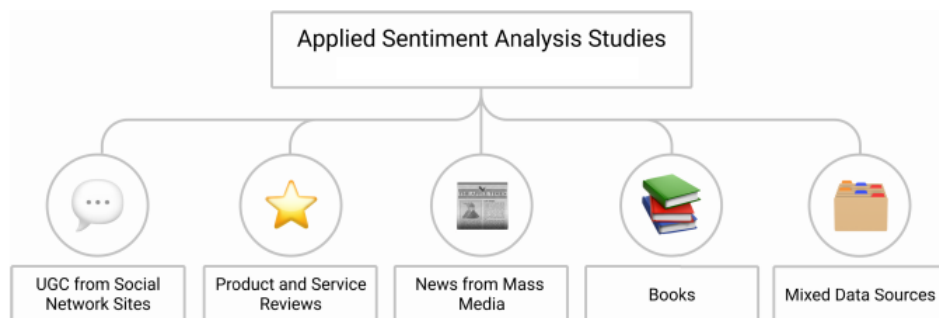 Applied Sentiment Analysis Studies
UGC from Social
Network Sites
Product and Service
Reviews
News from Mass
Media
Books
Mixed Data Sources